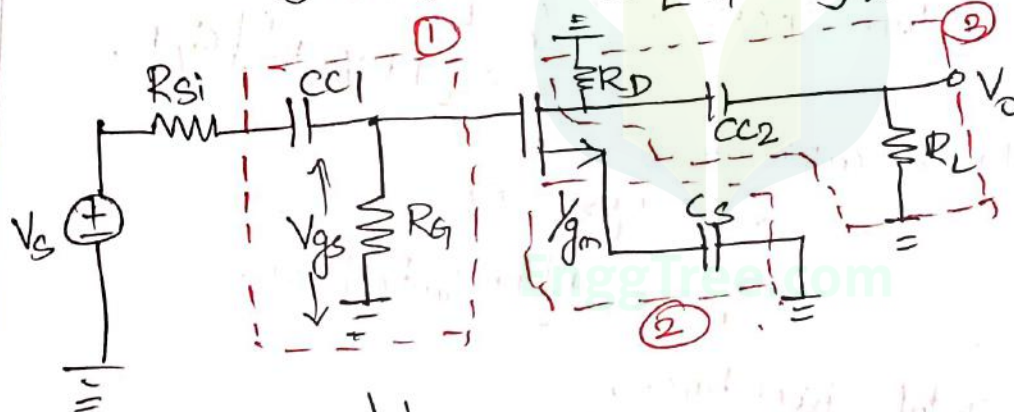 ①
③
RD
Rsi
CC1
Vo
CC2
RL
Vs
Vgs
RG
1/gm
Cs
EnggTree.com
②